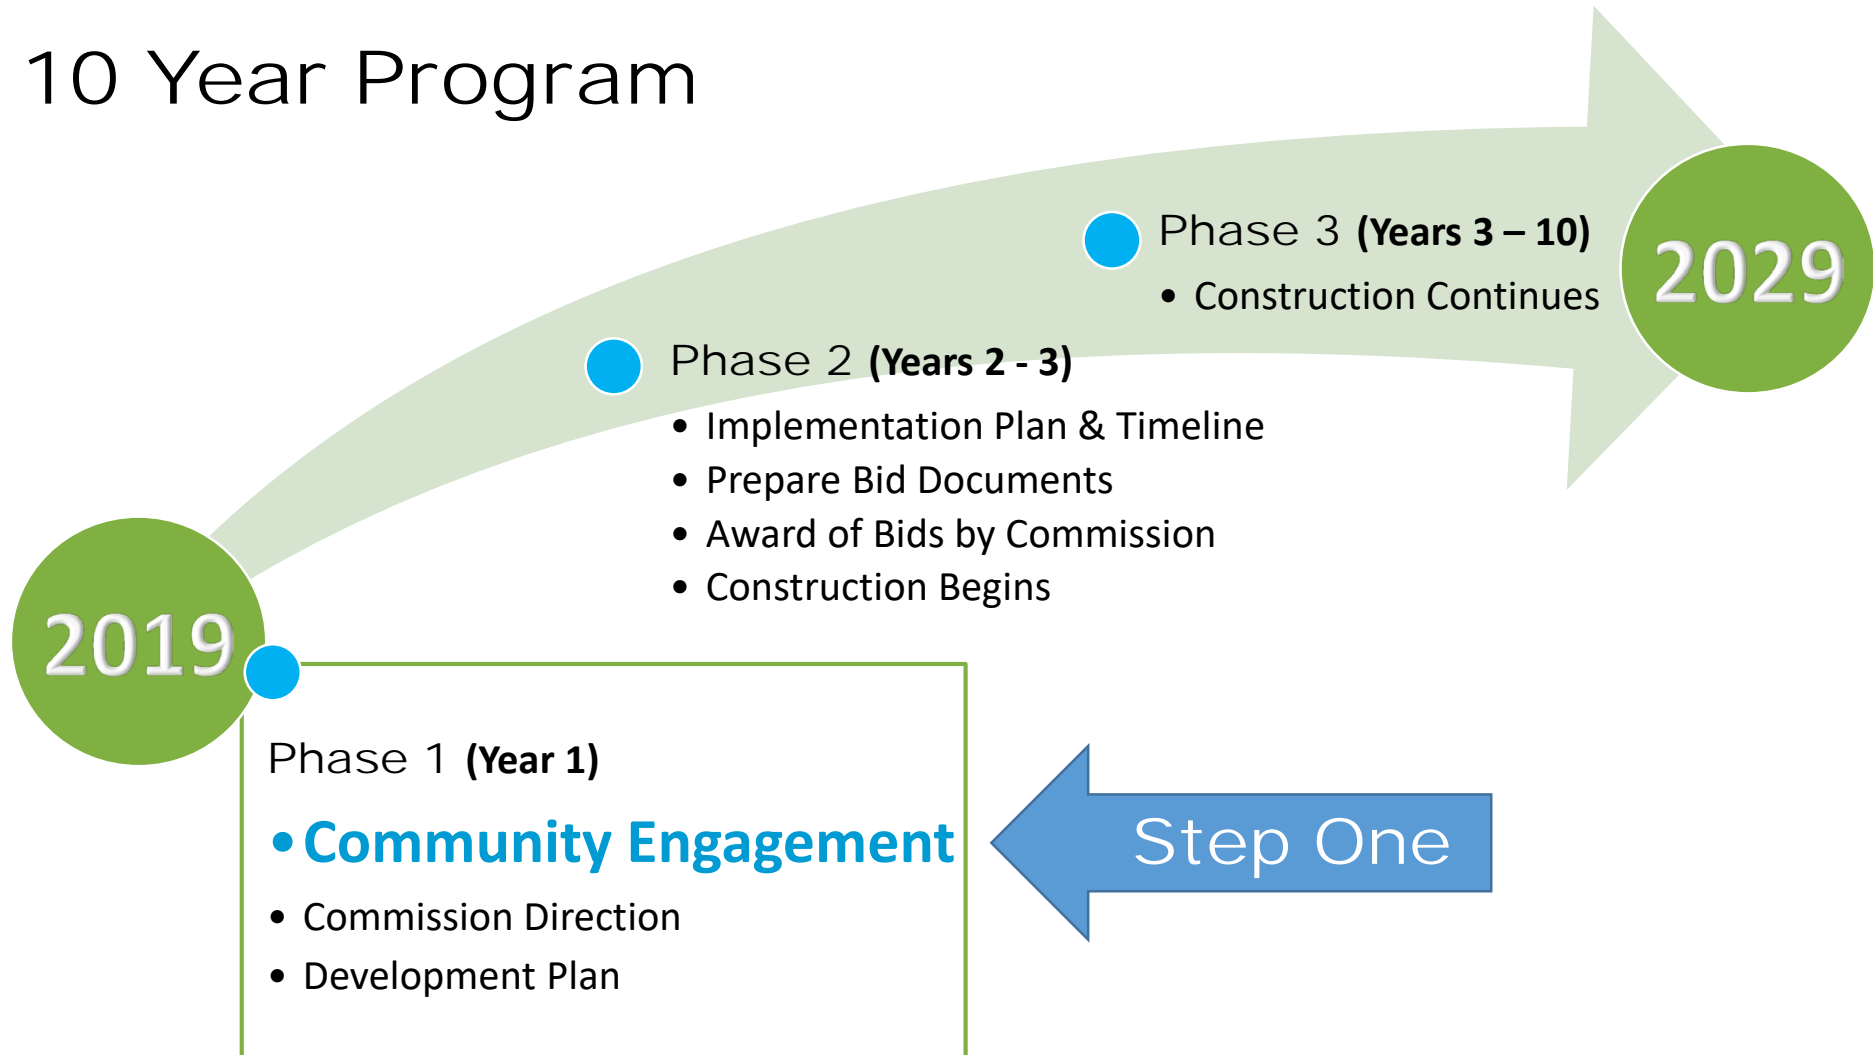 10 Year Program
2019
Phase 1 (Year 1)
• Community Engagement
• Commission Direction
• Development Plan
Step One
Phase 2 (Years 2 - 3)
• Implementation Plan & Timeline
• Prepare Bid Documents
• Award of Bids by Commission
• Construction Begins
Phase 3 (Years 3 – 10)
• Construction Continues
2029